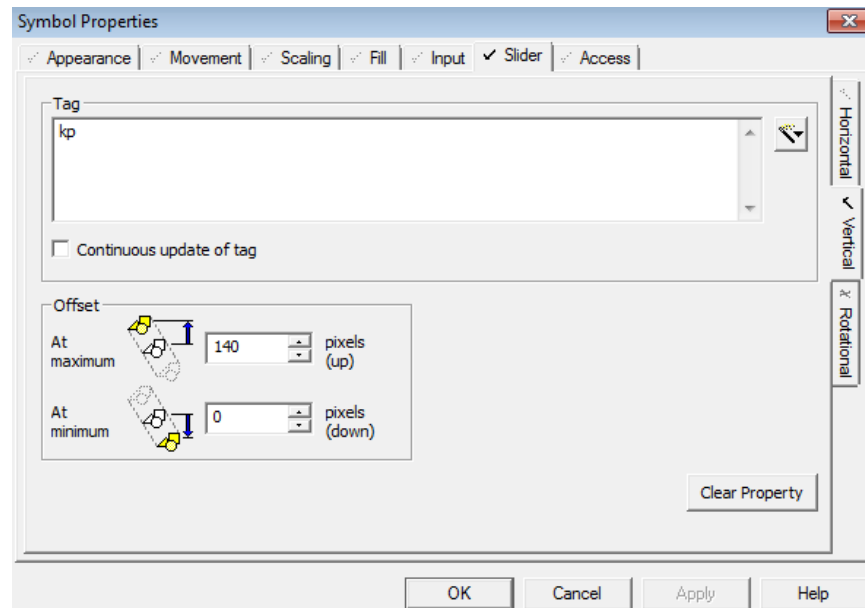 Symbol Properties
Appearance Movement Scaling Fill Input Slider Access
Tag
kp
Continuous update of tag
Offset
At maximum 140 pixels (up)
At minimum 0 pixels (down)
Clear Property
Horizontal
Vertical
Rotational
OK Cancel Apply Help